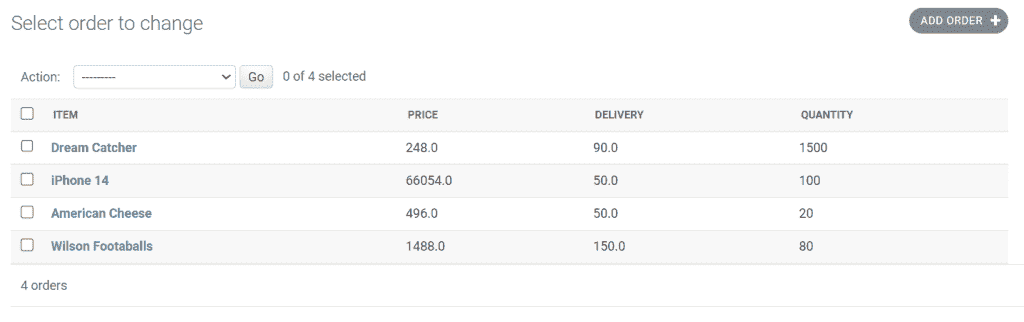 Select order to change
ADD ORDER +
Action: --------- Go 0 of 4 selected
ITEM PRICE DELIVERY QUANTITY
Dream Catcher 248.0 90.0 1500
iPhone 14 66054.0 50.0 100
American Cheese 496.0 50.0 20
Wilson Footaballs 1488.0 150.0 80
4 orders